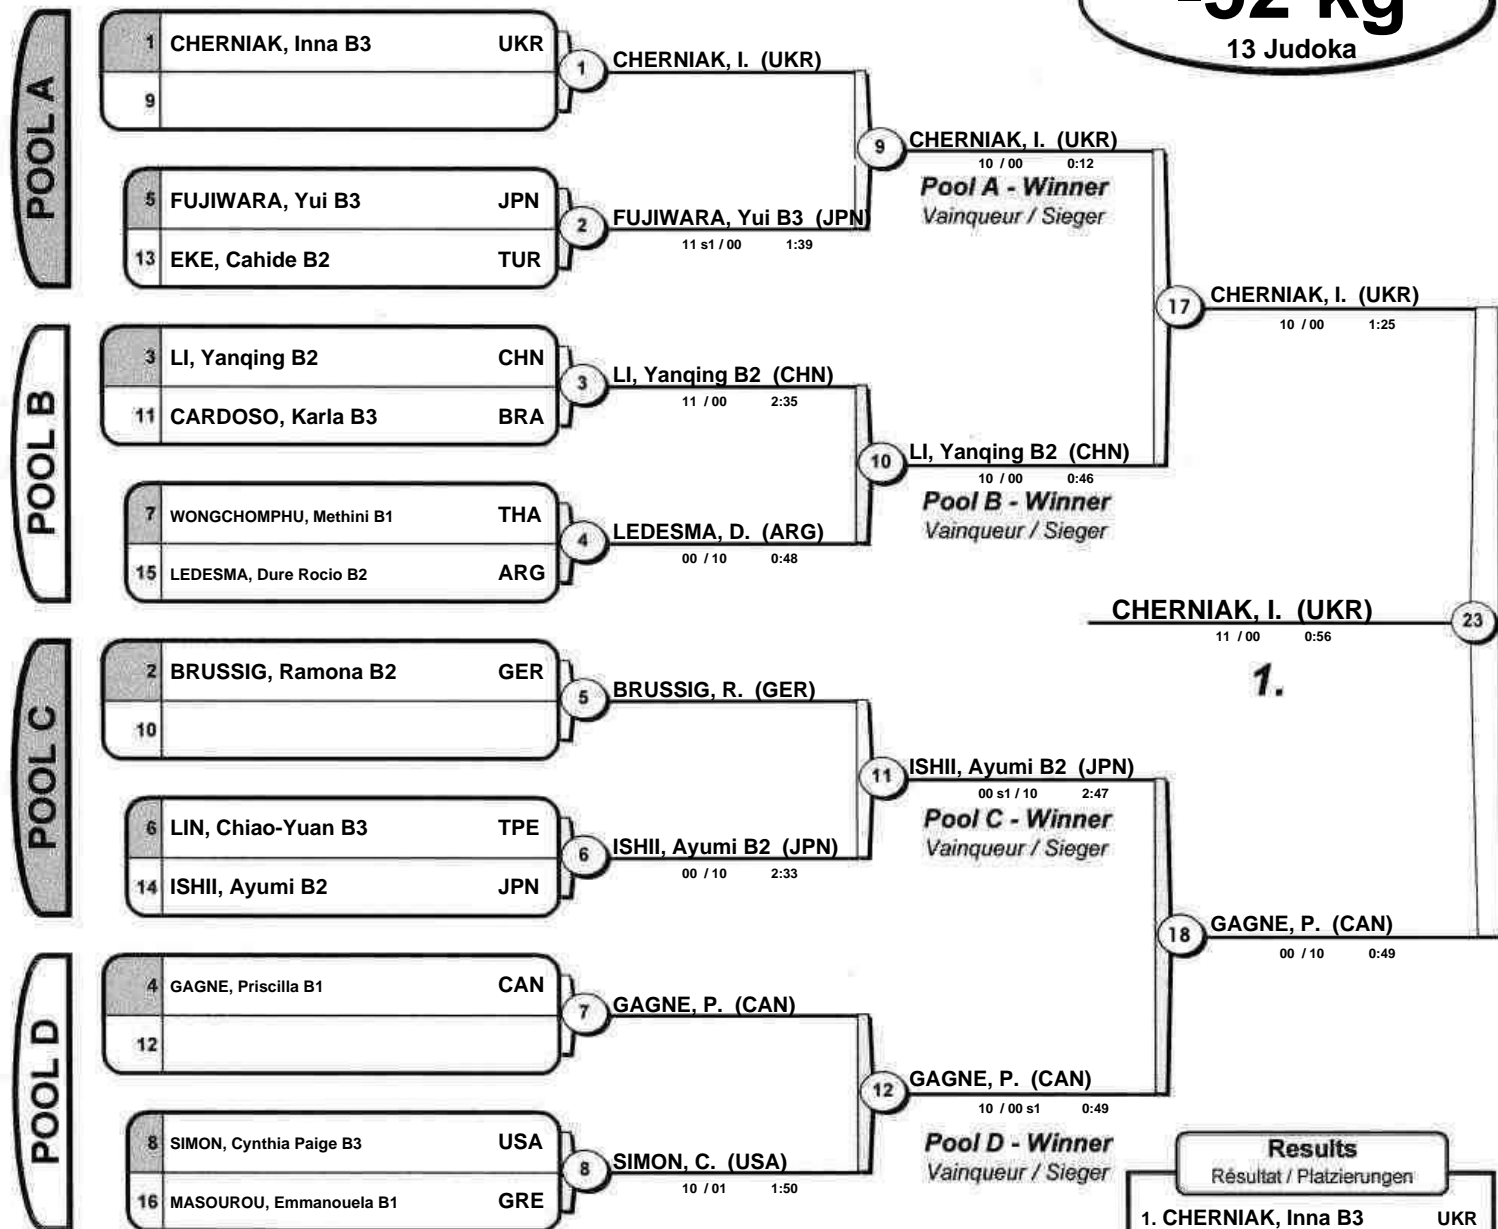 -52 kg
13 Judoka
POOL A
1 CHERNIAK, Inna B3 UKR
9
1
CHERNIAK, I. (UKR)
5 FUJIWARA, Yui B3 JPN
13 EKE, Cahide B2 TUR
2
FUJIWARA, Yui B3 (JPN)
11 s1 / 00 1:39
9
CHERNIAK, I. (UKR)
10 / 00 0:12
Pool A - Winner
Vainqueur / Sieger
POOL B
3 LI, Yanqing B2 CHN
11 CARDOSO, Karla B3 BRA
3
LI, Yanqing B2 (CHN)
11 / 00 2:35
7 WONGCHOMPHU, Methini B1 THA
15 LEDESMA, Dure Rocio B2 ARG
4
LEDESMA, D. (ARG)
00 / 10 0:48
10
LI, Yanqing B2 (CHN)
10 / 00 0:46
Pool B - Winner
Vainqueur / Sieger
17
CHERNIAK, I. (UKR)
10 / 00 1:25
CHERNIAK, I. (UKR)
11 / 00 0:56
23
1.
POOL C
2 BRUSSIG, Ramona B2 GER
10
5
BRUSSIG, R. (GER)
6 LIN, Chiao-Yuan B3 TPE
14 ISHII, Ayumi B2 JPN
6
ISHII, Ayumi B2 (JPN)
00 / 10 2:33
11
ISHII, Ayumi B2 (JPN)
00 s1 / 10 2:47
Pool C - Winner
Vainqueur / Sieger
POOL D
4 GAGNE, Priscilla B1 CAN
12
7
GAGNE, P. (CAN)
8 SIMON, Cynthia Paige B3 USA
16 MASOUROU, Emmanouela B1 GRE
8
SIMON, C. (USA)
10 / 01 1:50
12
GAGNE, P. (CAN)
10 / 00 s1 0:49
Pool D - Winner
Vainqueur / Sieger
18
GAGNE, P. (CAN)
00 / 10 0:49
Results
Résultat / Platzierungen
1. CHERNIAK, Inna B3 UKR